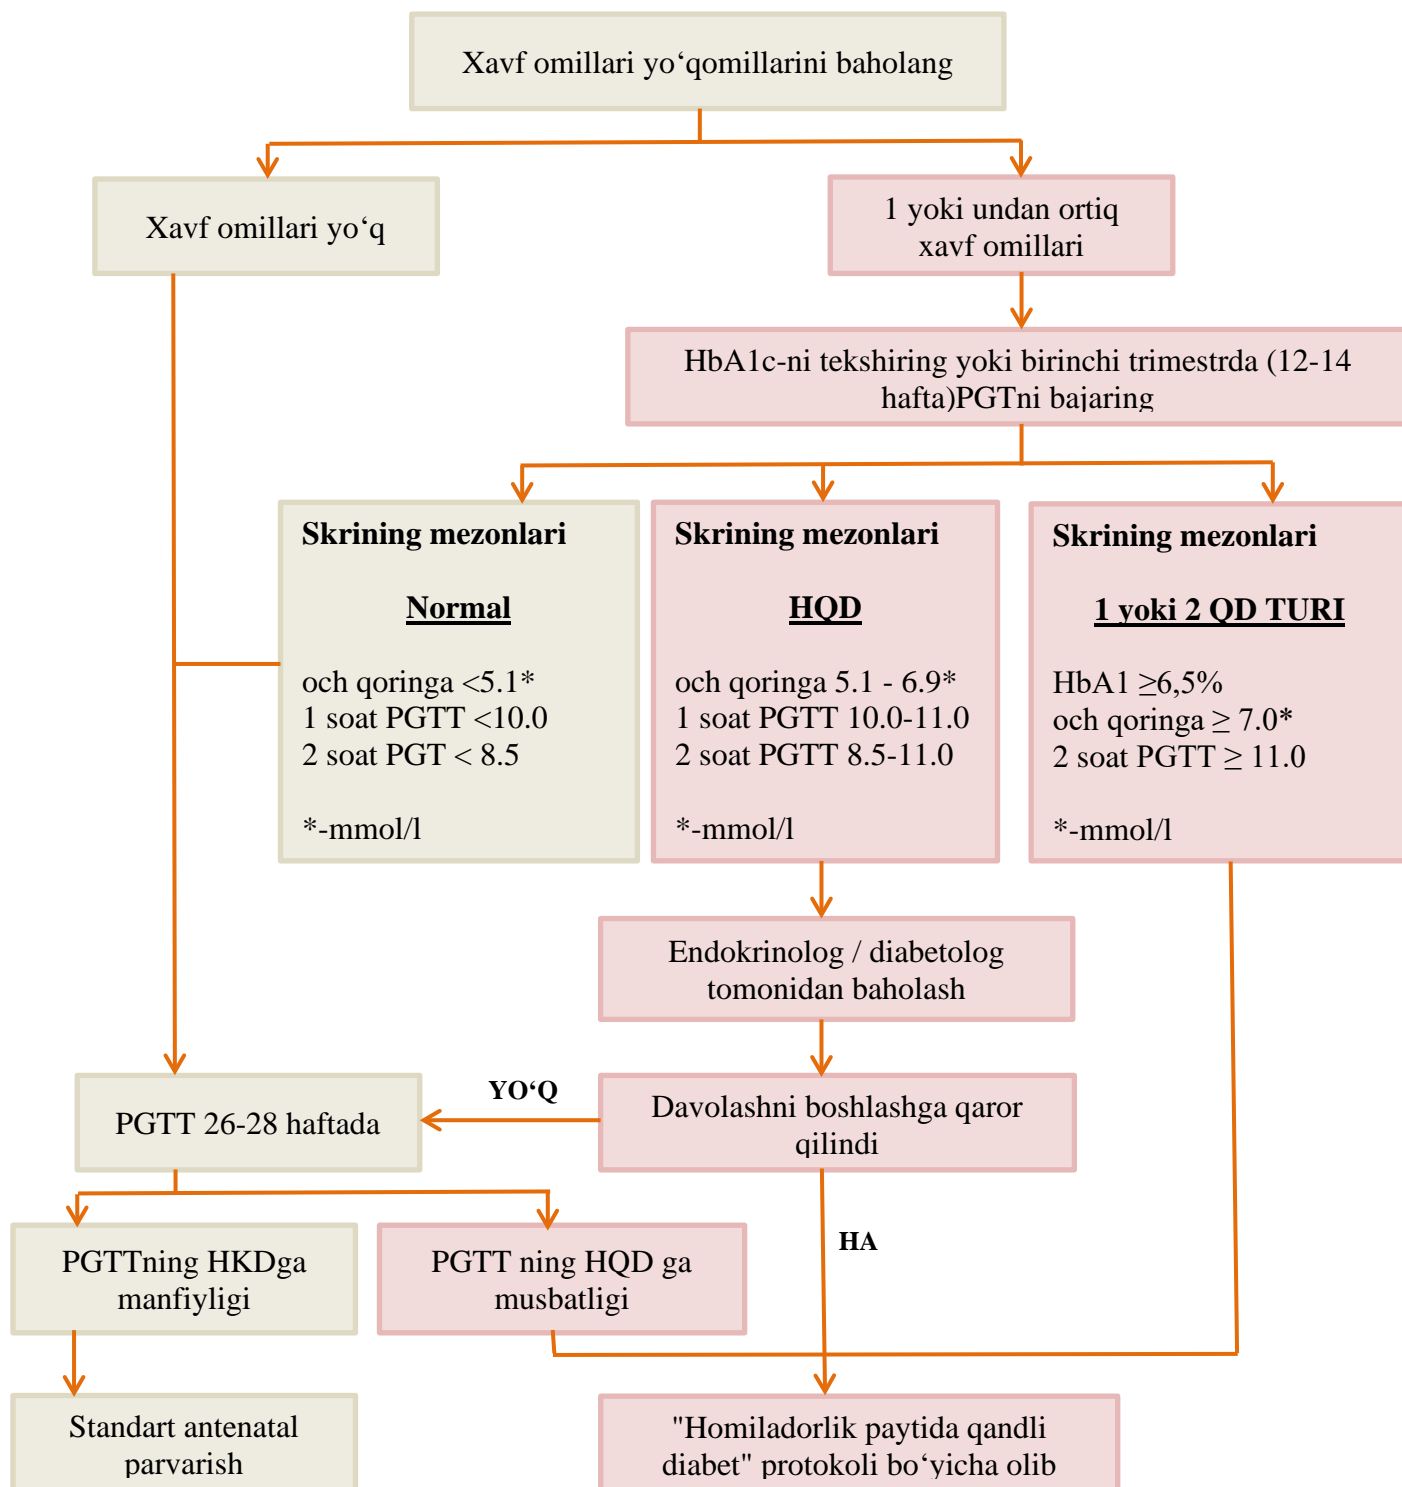 Xavf omillari yo‘qomillarini baholang
Xavf omillari yo‘q
1 yoki undan ortiq
xavf omillari
HbA1c-ni tekshiring yoki birinchi trimestrda (12-14
hafta)PGTni bajaring
Skrining mezonlari
Normal
och qoringa <5.1*
1 soat PGTT <10.0
2 soat PGT < 8.5
*-mmol/l
Skrining mezonlari
HQD
och qoringa 5.1 - 6.9*
1 soat PGTT 10.0-11.0
2 soat PGTT 8.5-11.0
*-mmol/l
Skrining mezonlari
1 yoki 2 QD TURI
HbA1 ≥6,5%
och qoringa ≥ 7.0*
2 soat PGTT ≥ 11.0
*-mmol/l
Endokrinolog / diabetolog
tomonidan baholash
PGTT 26-28 haftada
YO‘Q
Davolashni boshlashga qaror
qilindi
HA
PGTTning HKDga
manfiyligi
PGTT ning HQD ga
musbatligi
Standart antenatal
parvarish
"Homiladorlik paytida qandli
diabet" protokoli bo‘yicha olib